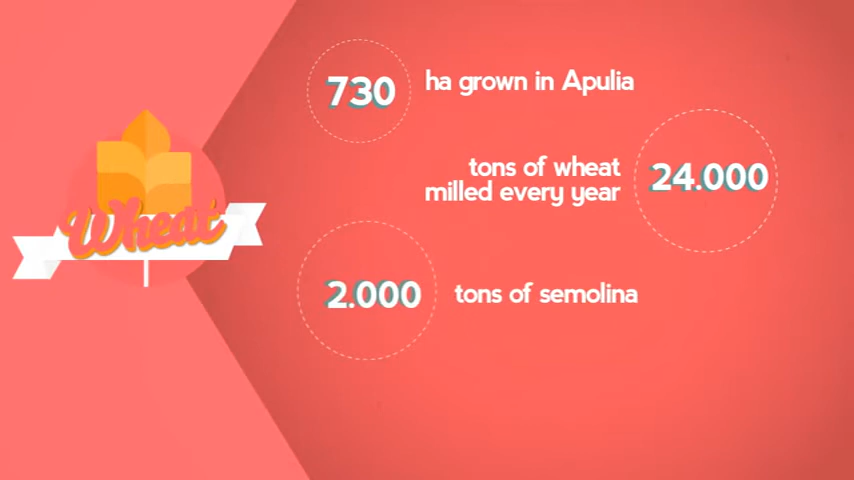 730
ha grown in Apulia
tons of wheat
milled every year
24.000
Wheat
2.000
tons of semolina